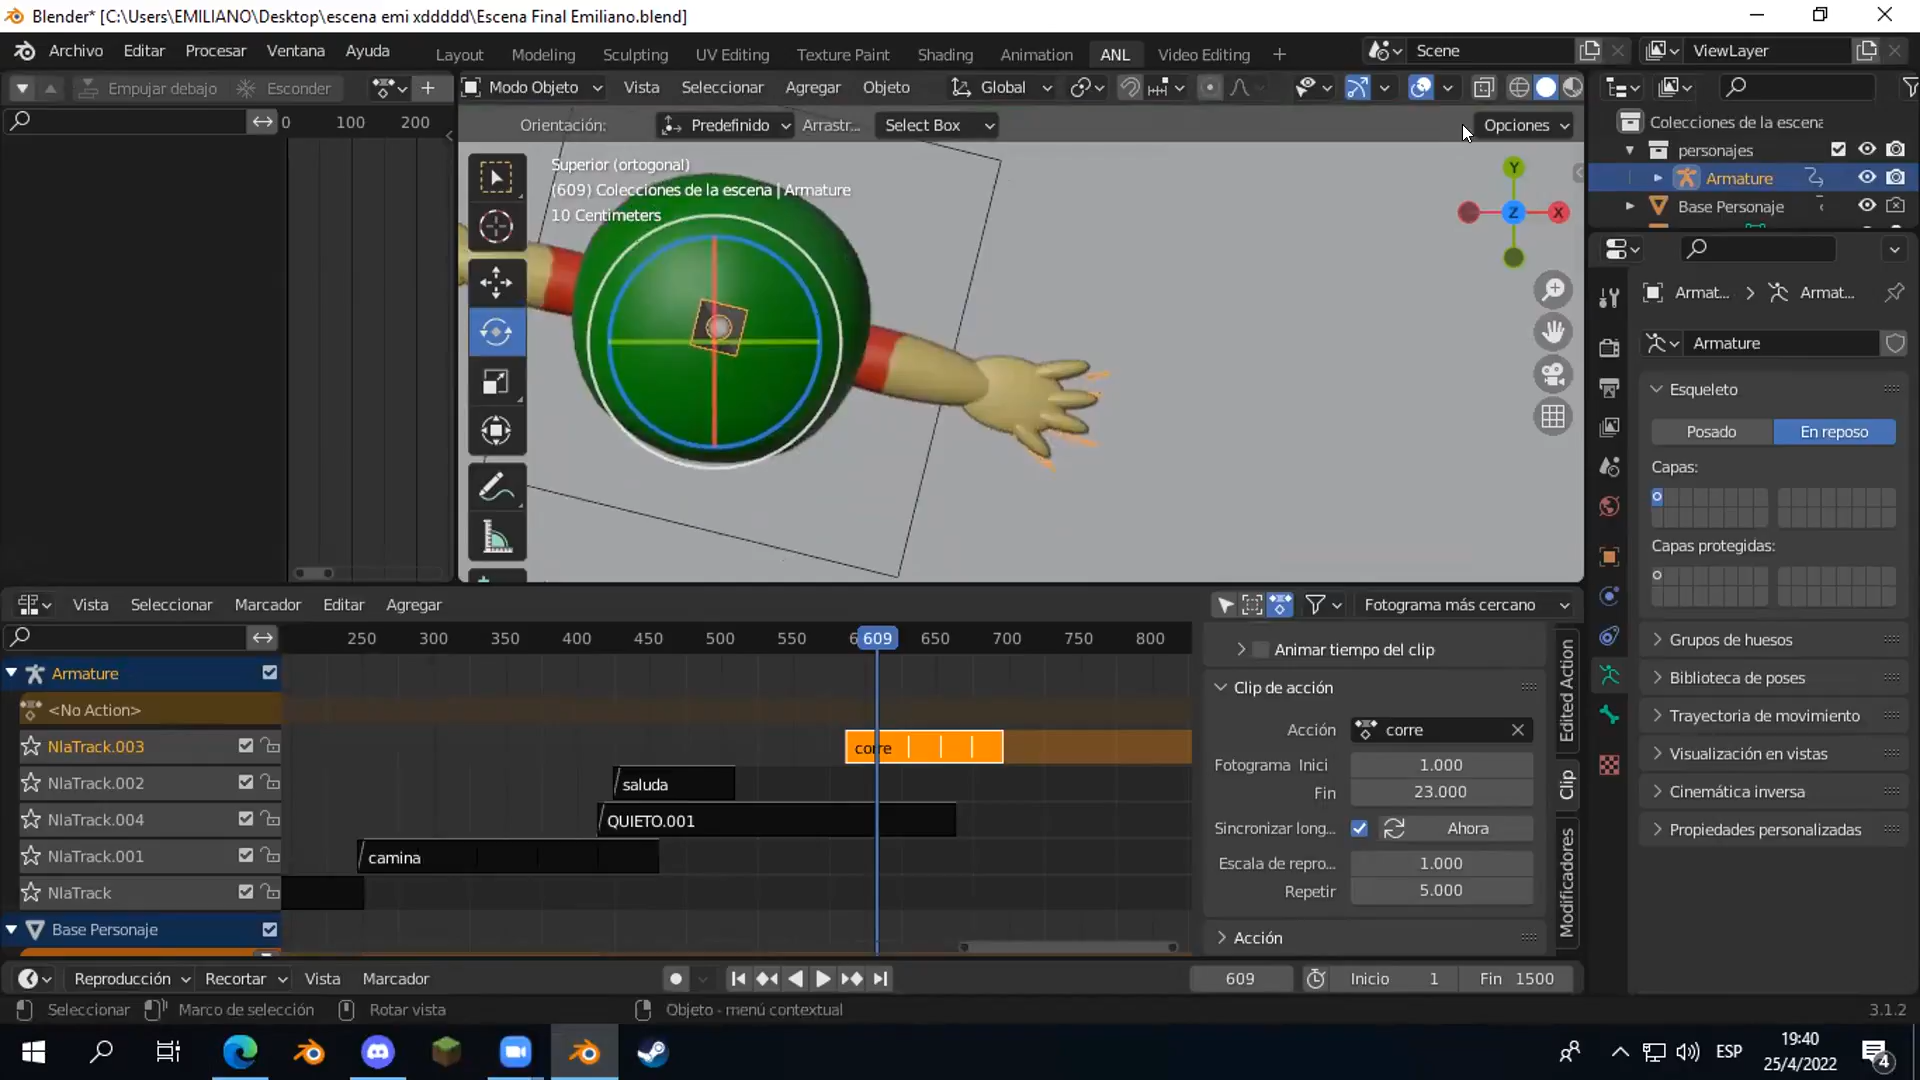 Blender* [C:\Users\EMILIANO\Desktop\escena emi xddddd\Escena Final Emiliano.blend]
Archivo Editar Procesar Ventana Ayuda Layout Modeling Sculpting UV Editing Texture Paint Shading Animation ANL Video Editing + Scene ViewLayer
Empujar debajo Esconder Modo Objeto Vista Seleccionar Agregar Objeto Global
0 100 200 Orientación: Predefinido Arrastr... Select Box Opciones
Colecciones de la escena
personajes
Armature
Base Personaje
Superior (ortogonal)
(609) Colecciones de la escena | Armature
10 Centimeters
Y
X
Z
Armat... Armat...
Armature
Esqueleto
Posado En reposo
Capas:
Capas protegidas:
Grupos de huesos
Biblioteca de poses
Trayectoria de movimiento
Visualización en vistas
Cinemática inversa
Propiedades personalizadas
Vista Seleccionar Marcador Editar Agregar Fotograma más cercano
250 300 350 400 450 500 550 609 650 700 750 800
Armature
<No Action>
NlaTrack.003 corre
NlaTrack.002 saluda
NlaTrack.004 QUIETO.001
NlaTrack.001 camina
NlaTrack
Base Personaje
Animar tiempo del clip
Clip de acción
Acción corre
Fotograma Inici 1.000
Fin 23.000
Sincronizar long... Ahora
Escala de repro... 1.000
Repetir 5.000
Acción
Edited Action
Clip
Modificadores
Reproducción Recortar Vista Marcador 609 Inicio 1 Fin 1500
Seleccionar Marco de selección Rotar vista Objeto - menú contextual 3.1.2
ESP
19:40
25/4/2022
4